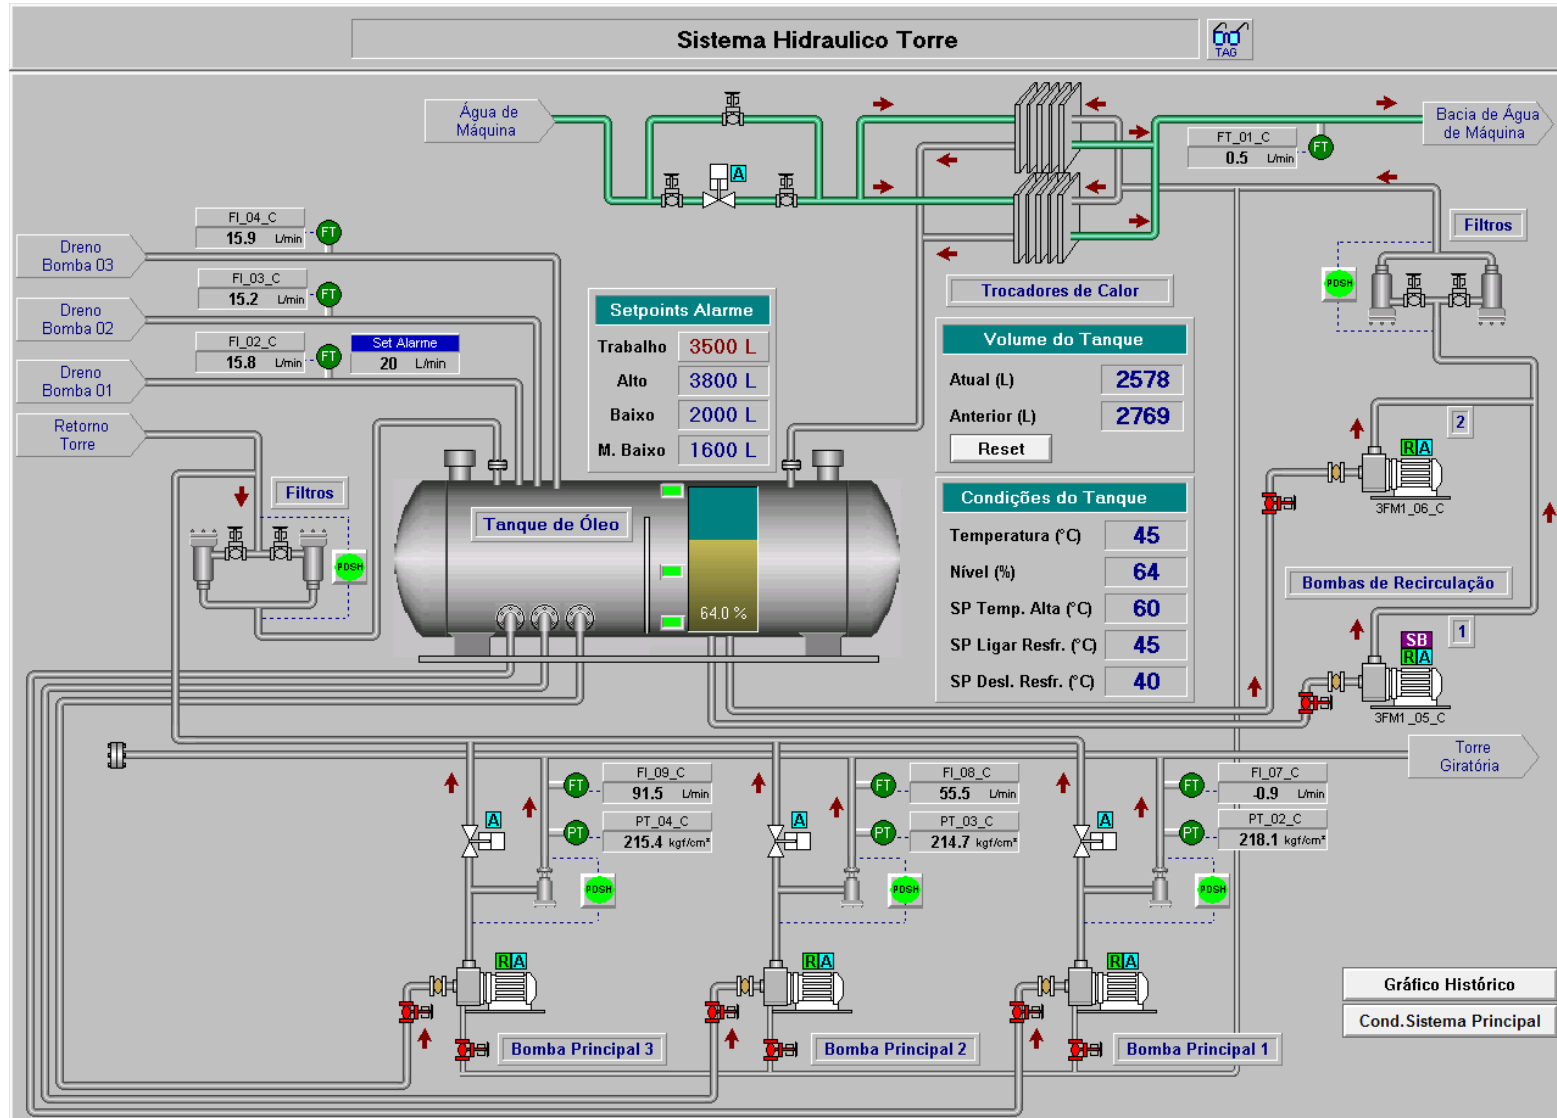 Sistema Hidraulico Torre
TAG
Água de
Máquina
Bacia de Água
de Máquina
FT_01_C
0.5 L/min
FT
A
FI_04_C
15.9 L/min
FT
Dreno
Bomba 03
FI_03_C
15.2 L/min
FT
Dreno
Bomba 02
FI_02_C
15.8 L/min
FT
Set Alarme
20 L/min
Dreno
Bomba 01
Retorno
Torre
Filtros
PDSH
Setpoints Alarme
Trabalho 3500 L
Alto 3800 L
Baixo 2000 L
M. Baixo 1600 L
Trocadores de Calor
Volume do Tanque
Atual (L) 2578
Anterior (L) 2769
Reset
Condições do Tanque
Temperatura (°C) 45
Nível (%) 64
SP Temp. Alta (°C) 60
SP Ligar Resfr. (°C) 45
SP Desl. Resfr. (°C) 40
Filtros
PDSH
Tanque de Óleo
64.0 %
2
R A
3FM1_06_C
Bombas de Recirculação
1
SB
R A
3FM1_05_C
Torre
Giratória
FI_09_C
FT
91.5 L/min
PT_04_C
PT
215.4 kgf/cm²
A
PDSH
FI_08_C
FT
55.5 L/min
PT_03_C
PT
214.7 kgf/cm²
A
PDSH
FI_07_C
FT
-0.9 L/min
PT_02_C
PT
218.1 kgf/cm²
A
PDSH
R A
R A
R A
Bomba Principal 3
Bomba Principal 2
Bomba Principal 1
Gráfico Histórico
Cond.Sistema Principal